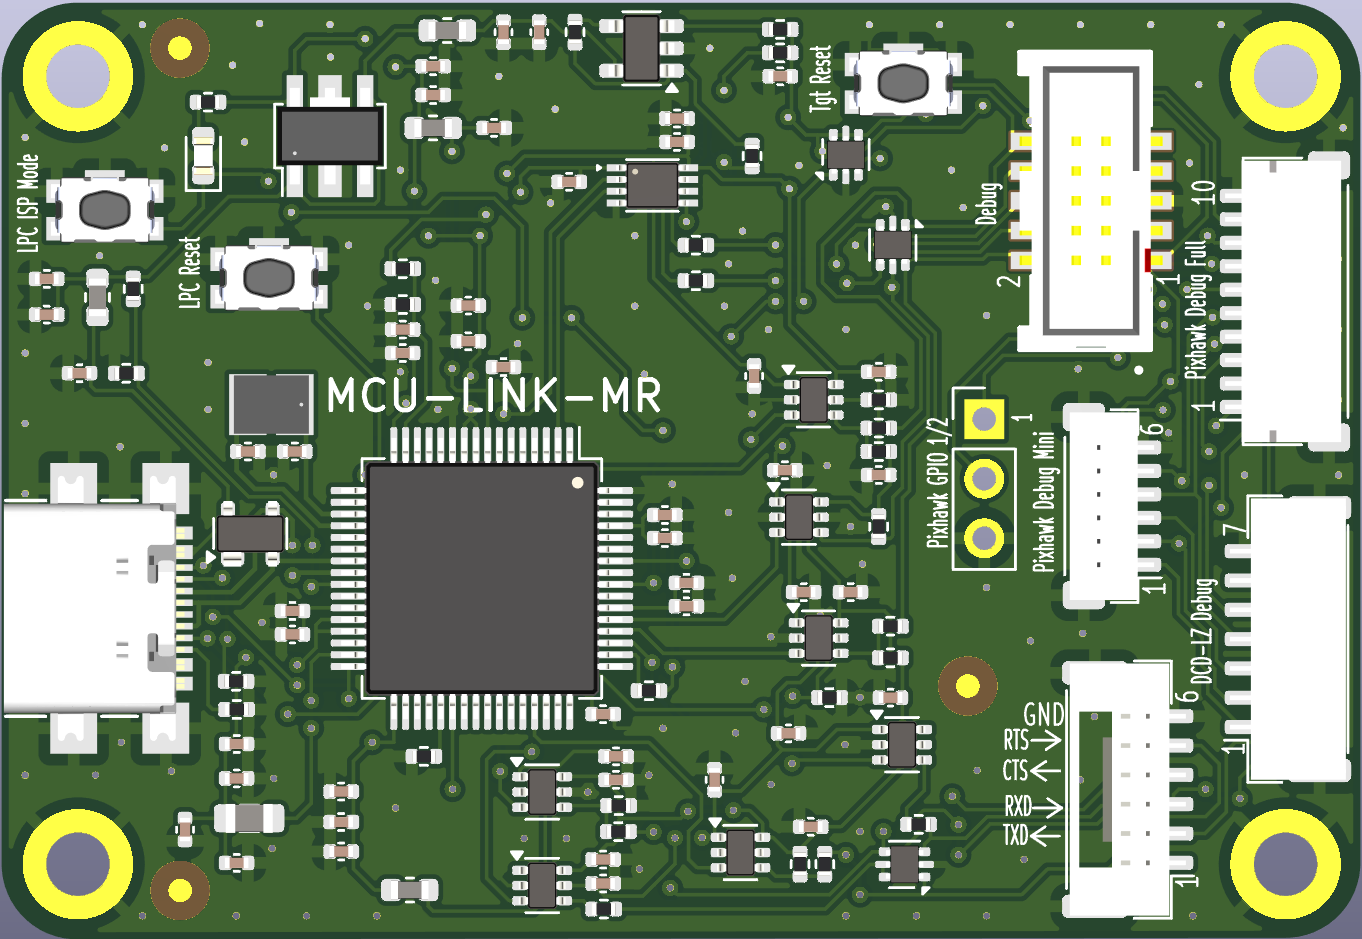 Tgt Reset
LPC ISP Mode
LPC Reset
Debug
2
1
10
Pixhawk Debug Full
1
MCU-LINK-MR
1
Pixhawk GPIO 1/2
6
Pixhawk Debug Mini
1
7
DCD-LZ Debug
1
6
GND
RTS→
CTS←
RXD→
TXD←
1